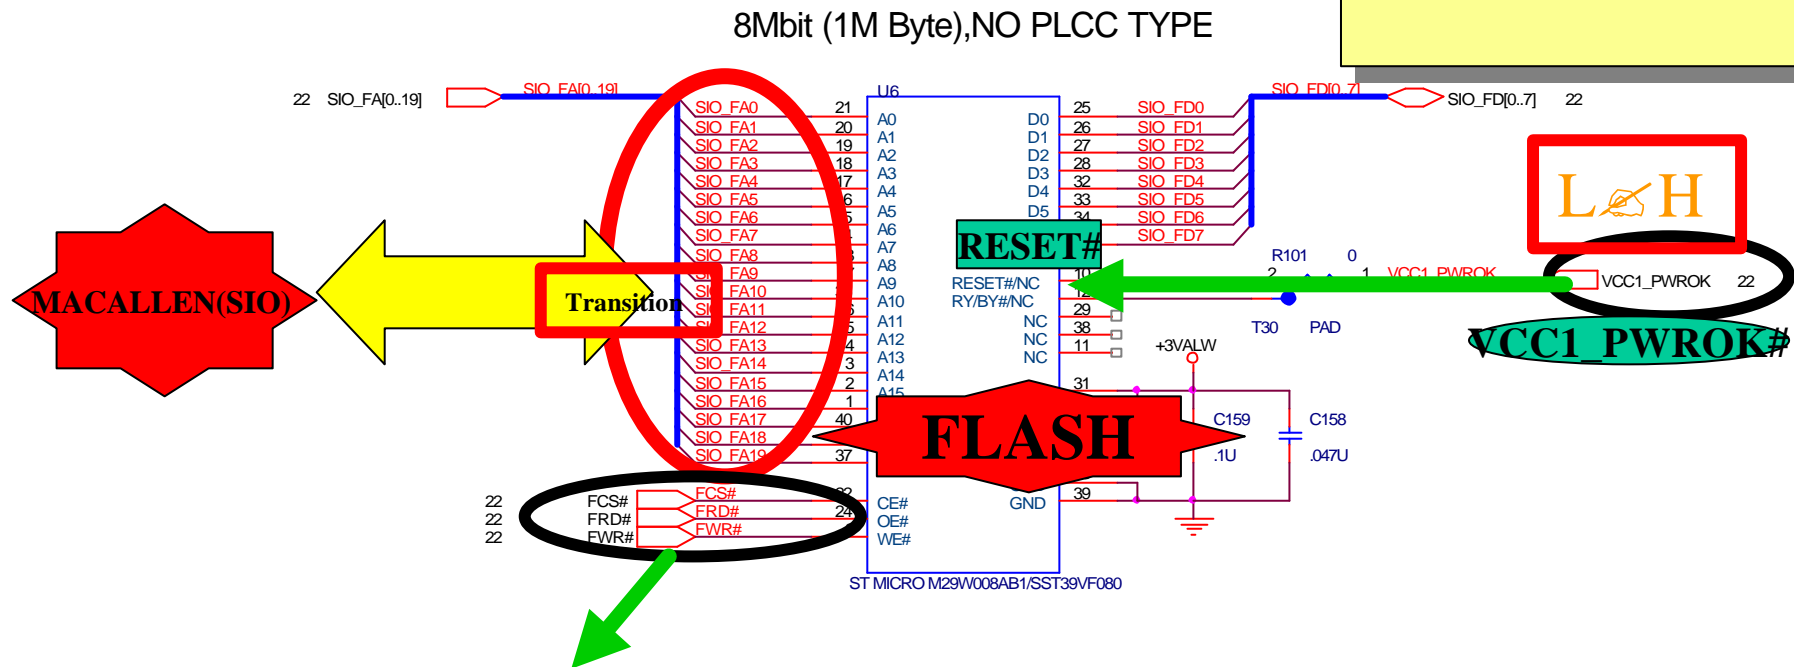 8Mbit (1M Byte),NO PLCC TYPE
22 SIO_FA[0..19]
SIO_FA[0..19]
SIO_FA0
SIO_FA1
SIO_FA2
SIO_FA3
SIO_FA4
SIO_FA5
SIO_FA6
SIO_FA7
SIO_FA8
SIO_FA9
SIO_FA10
SIO_FA11
SIO_FA12
SIO_FA13
SIO_FA14
SIO_FA15
SIO_FA16
SIO_FA17
SIO_FA18
SIO_FA19
21
20
19
18
17
4
3
2
1
40
37
U6
A0
A1
A2
A3
A4
A5
A6
A7
A8
A9
A10
A11
A12
A13
A14
A15
CE#
OE#
WE#
D0
D1
D2
D3
D4
D5
RESET#
RESET#/NC
RY/BY#/NC
NC
NC
NC
GND
25
26
27
28
32
33
34
10
12
29
38
11
31
39
SIO_FD0
SIO_FD1
SIO_FD2
SIO_FD3
SIO_FD4
SIO_FD5
SIO_FD6
SIO_FD7
SIO_FD[0..7]
SIO_FD[0..7] 22
L H
R101 0
2 1 VCC1_PWROK
VCC1_PWROK 22
VCC1_PWROK#
T30 PAD
+3VALW
C159
.1U
C158
.047U
MACALLEN(SIO)
Transition
FLASH
22 FCS# FCS# 22
22 FRD# FRD# 24
22 FWR# FWR#
ST MICRO M29W008AB1/SST39VF080